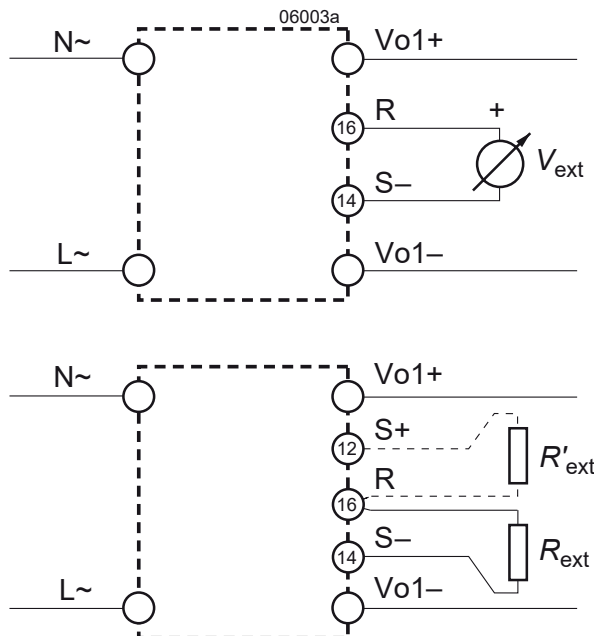 06003a
N~
Vo1+
R
+
16
Vext
S–
14
L~
Vo1–
N~
Vo1+
S+
12
R'ext
R
16
S–
14
Rext
L~
Vo1–